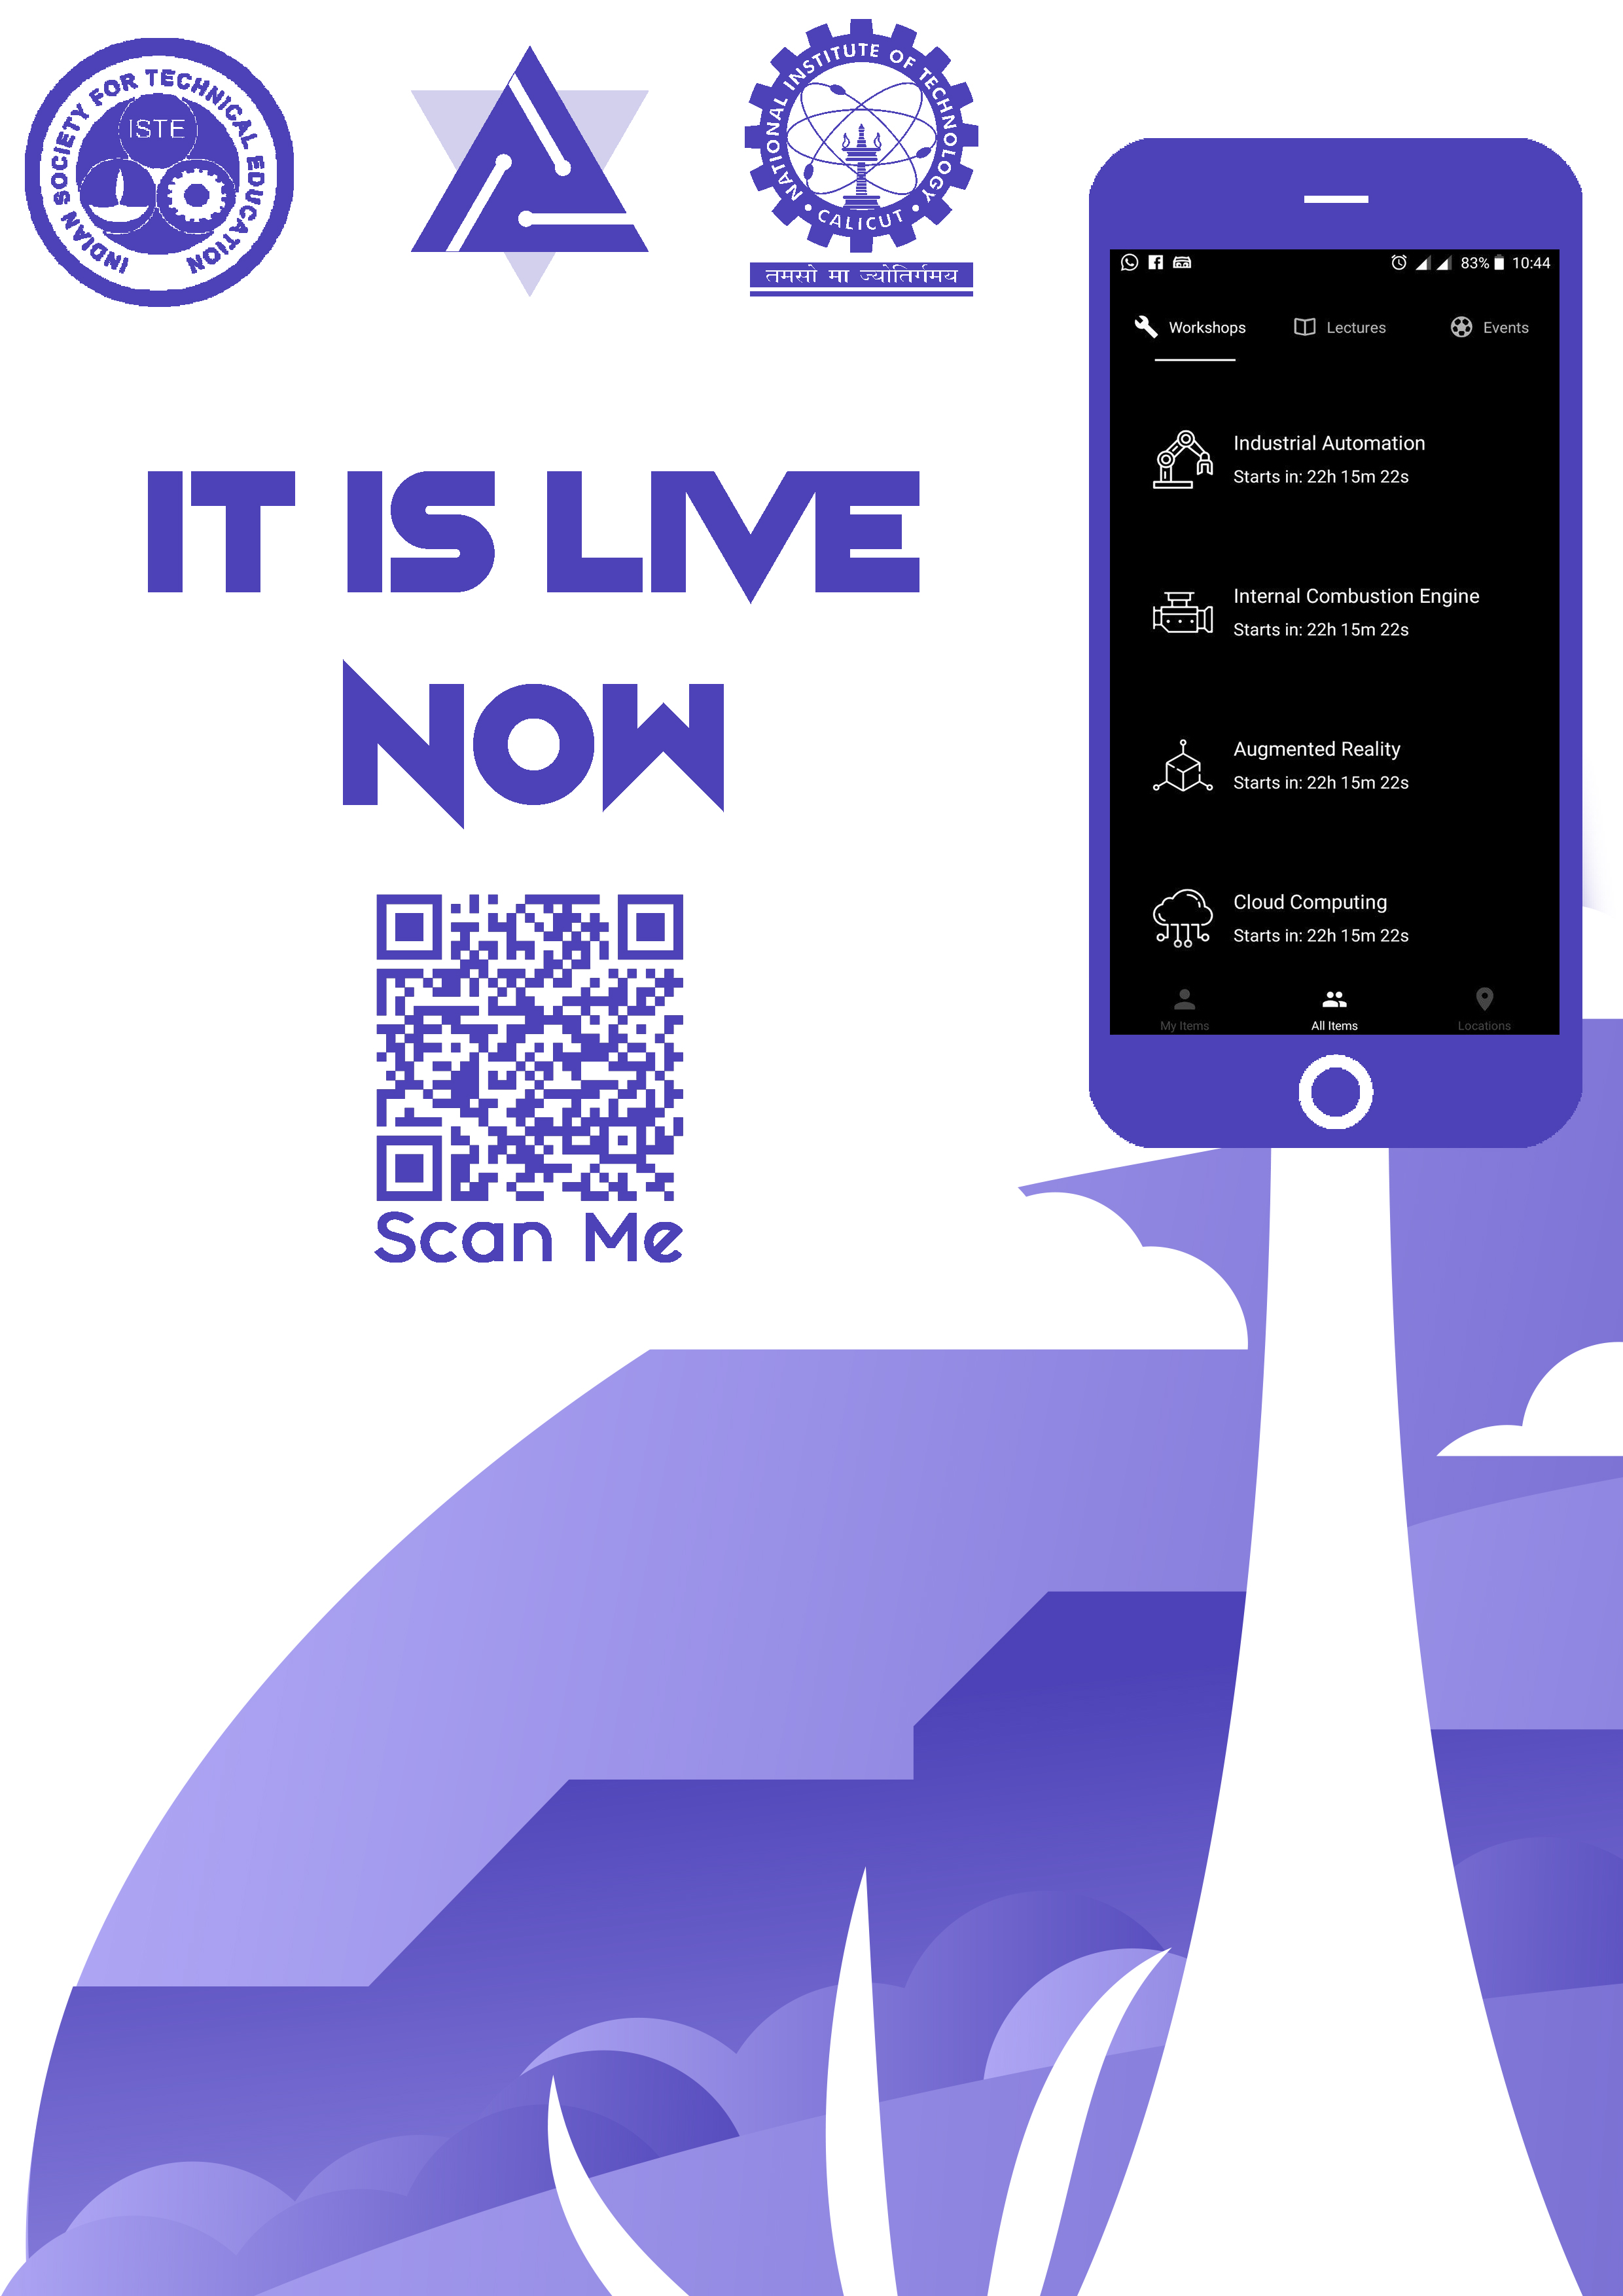 INDIAN SOCIETY FOR TECHNICAL EDUCATION
ISTE
NATIONAL INSTITUTE OF TECHNOLOGY
CALICUT
तमसो मा ज्योतिर्गमय
IT IS LIVE
NOW
Scan Me
83% 10:44
Workshops Lectures Events
Industrial Automation
Starts in: 22h 15m 22s
Internal Combustion Engine
Starts in: 22h 15m 22s
Augmented Reality
Starts in: 22h 15m 22s
Cloud Computing
Starts in: 22h 15m 22s
My Items All Items Locations